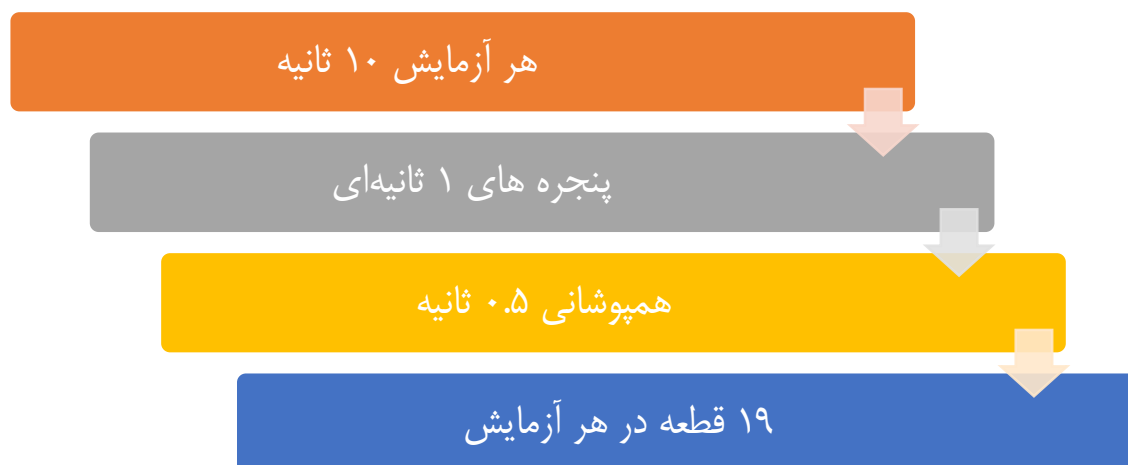 هر آزمایش ۱۰ ثانیه
پنجره های ۱ ثانیه‌ای
همپوشانی ۰.۵ ثانیه
۱۹ قطعه در هر آزمایش